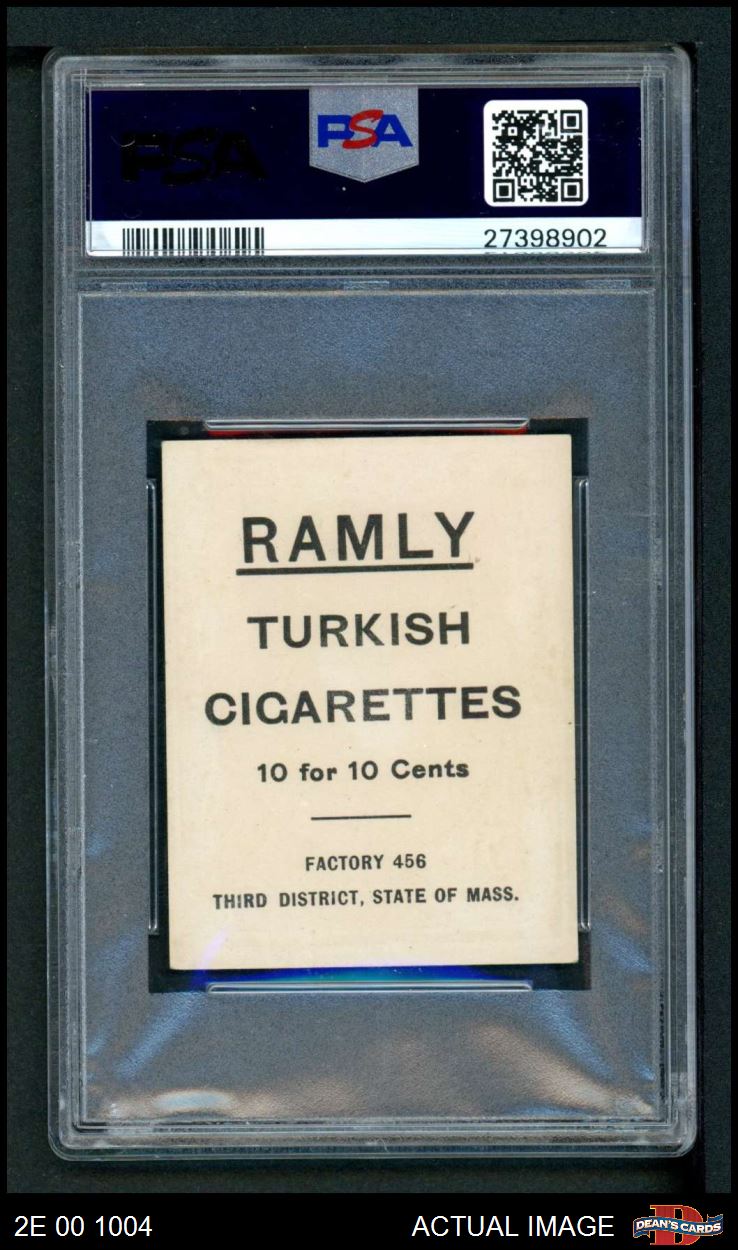 PSA
PSA
27398902
RAMLY
TURKISH
CIGARETTES
10 for 10 Cents
FACTORY 456
THIRD DISTRICT, STATE OF MASS.
2E 00 1004
ACTUAL IMAGE
D
DEAN'S CARDS